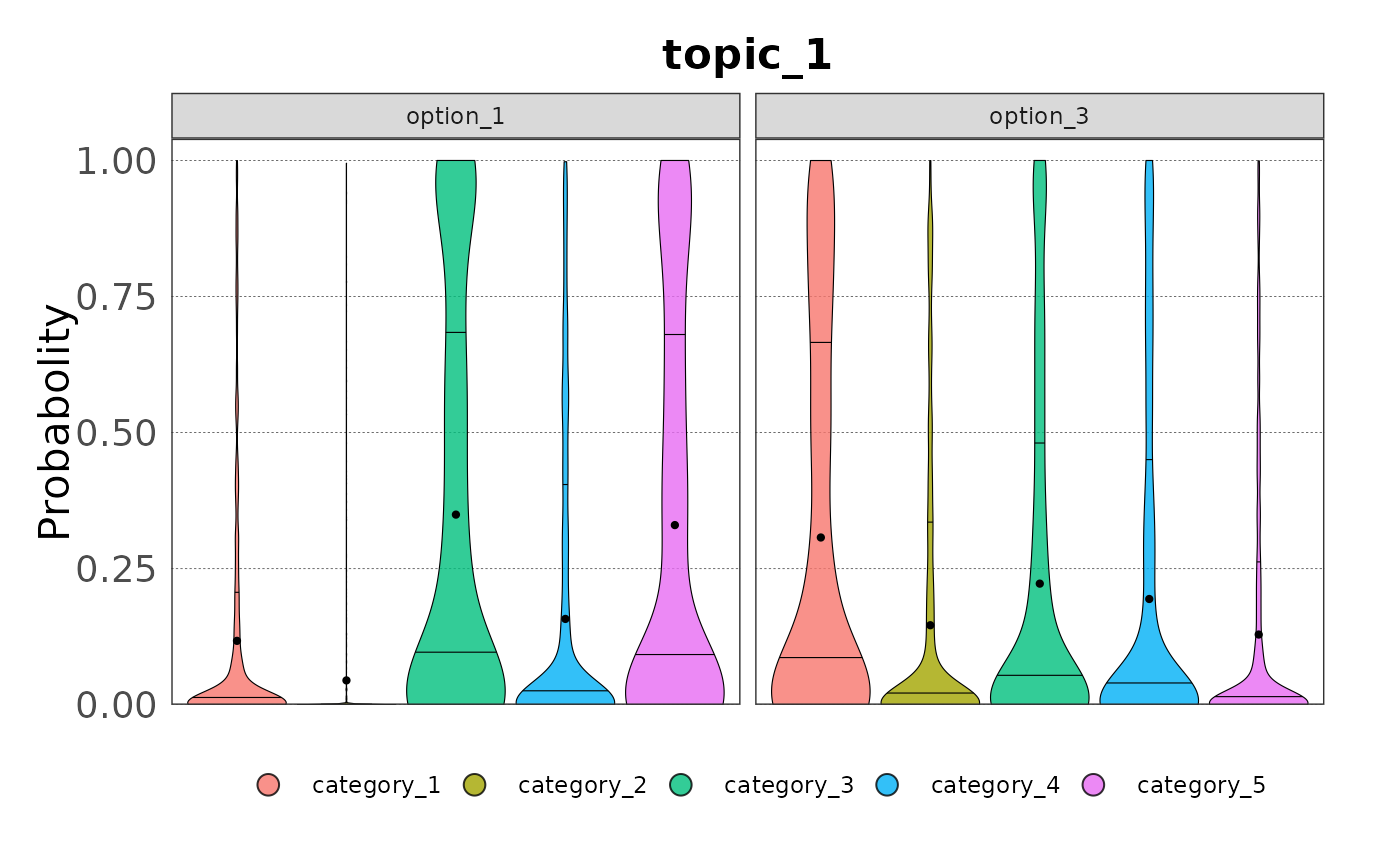 topic_1
option_1
option_3
Probabolity
1.00
0.75
0.50
0.25
0.00
category_1
category_2
category_3
category_4
category_5